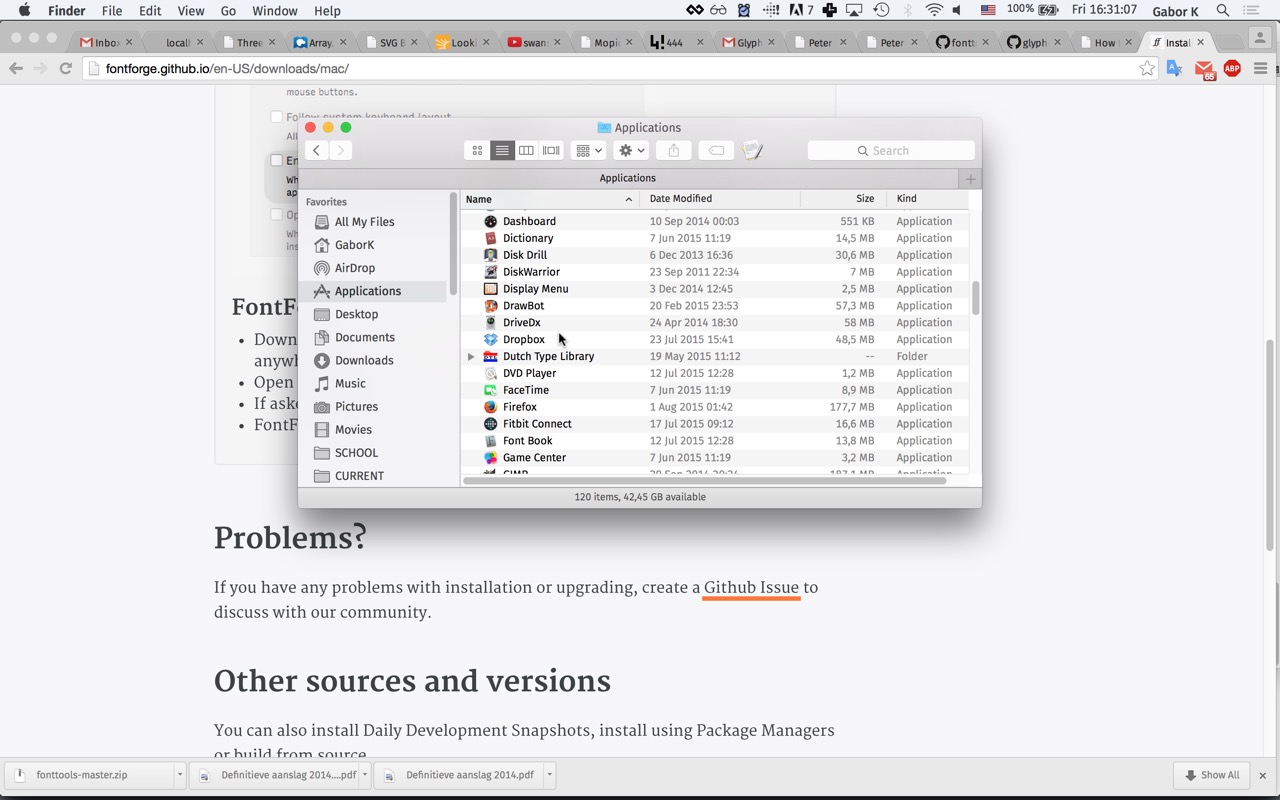 Finder File Edit View Go Window Help 7 100% Fri 16:31:07 Gabor K
Inbo locall Three Array. SVG E Looki swan Mopic 444 Glyph Peter Peter fontt glyph How Instal
fontforge.github.io/en-US/downloads/mac/ 65 ABP
mouse buttons.
Follow system keyboard layout
All
En
Wh
ap
Op
Wh
ins
FontFo
Down
anywh
Open
If aske
FontF
Applications
Search
Applications
Favorites
All My Files
GaborK
AirDrop
Applications
Desktop
Documents
Downloads
Music
Pictures
Movies
SCHOOL
CURRENT
Name Date Modified Size Kind
Dashboard 10 Sep 2014 00:03 551 KB Application
Dictionary 7 Jun 2015 11:19 14,5 MB Application
Disk Drill 6 Dec 2013 16:36 30,6 MB Application
DiskWarrior 23 Sep 2011 22:34 7 MB Application
Display Menu 3 Dec 2014 12:45 2,5 MB Application
DrawBot 20 Feb 2015 23:53 57,3 MB Application
DriveDx 24 Apr 2014 18:30 58 MB Application
Dropbox 23 Jul 2015 15:41 48,5 MB Application
Dutch Type Library 19 May 2015 11:12 -- Folder
DVD Player 12 Jul 2015 12:28 1,2 MB Application
FaceTime 7 Jun 2015 11:19 8,9 MB Application
Firefox 1 Aug 2015 01:42 177,7 MB Application
Fitbit Connect 17 Jul 2015 09:12 16,6 MB Application
Font Book 12 Jul 2015 12:28 13,8 MB Application
Game Center 7 Jun 2015 11:19 3,2 MB Application
120 items, 42,45 GB available
Problems?
If you have any problems with installation or upgrading, create a Github Issue to
discuss with our community.
Other sources and versions
You can also install Daily Development Snapshots, install using Package Managers
or build from source
fonttools-master.zip Definitieve aanslag 2014....pdf Definitieve aanslag 2014.pdf Show All